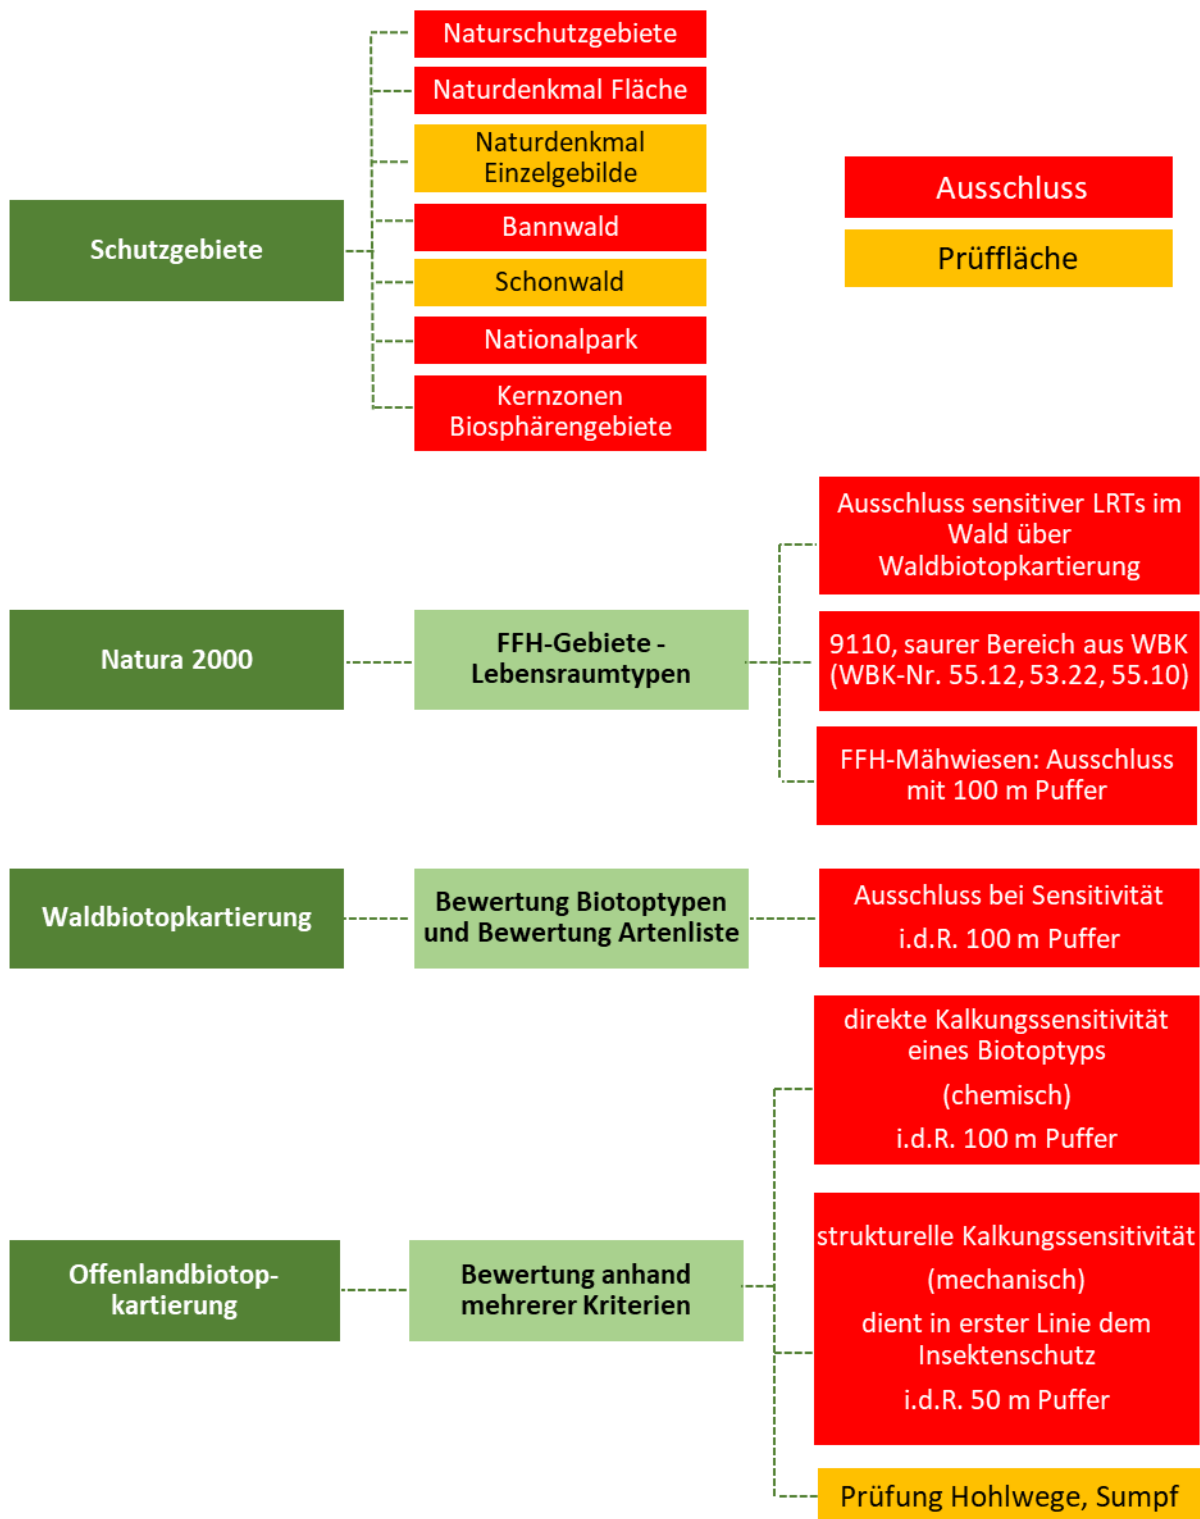 Naturschutzgebiete
Naturdenkmal Fläche
Naturdenkmal
Einzelgebilde
Bannwald
Schonwald
Nationalpark
Kernzonen
Biosphärengebiete
Schutzgebiete
Ausschluss
Prüffläche
Natura 2000
FFH-Gebiete -
Lebensraumtypen
Ausschluss sensitiver LRTs im
Wald über
Waldbiotopkartierung
9110, saurer Bereich aus WBK
(WBK-Nr. 55.12, 53.22, 55.10)
FFH-Mähwiesen: Ausschluss
mit 100 m Puffer
Waldbiotopkartierung
Bewertung Biotoptypen
und Bewertung Artenliste
Ausschluss bei Sensitivität
i.d.R. 100 m Puffer
Offenlandbiotop-
kartierung
Bewertung anhand
mehrerer Kriterien
direkte Kalkungssensitivität
eines Biotoptyps
(chemisch)
i.d.R. 100 m Puffer
strukturelle Kalkungssensitivität
(mechanisch)
dient in erster Linie dem
Insektenschutz
i.d.R. 50 m Puffer
Prüfung Hohlwege, Sumpf